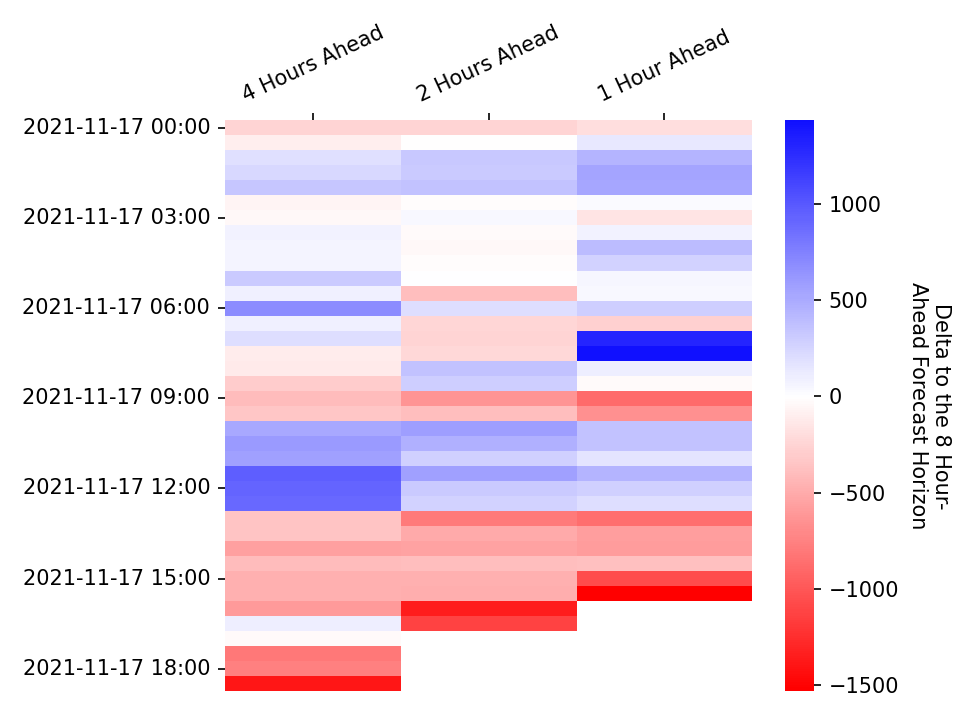 4 Hours Ahead
2 Hours Ahead
1 Hour Ahead
2021-11-17 00:00
2021-11-17 03:00
2021-11-17 06:00
2021-11-17 09:00
2021-11-17 12:00
2021-11-17 15:00
2021-11-17 18:00
1000
500
0
−500
−1000
−1500
Delta to the 8 Hour-
Ahead Forecast Horizon